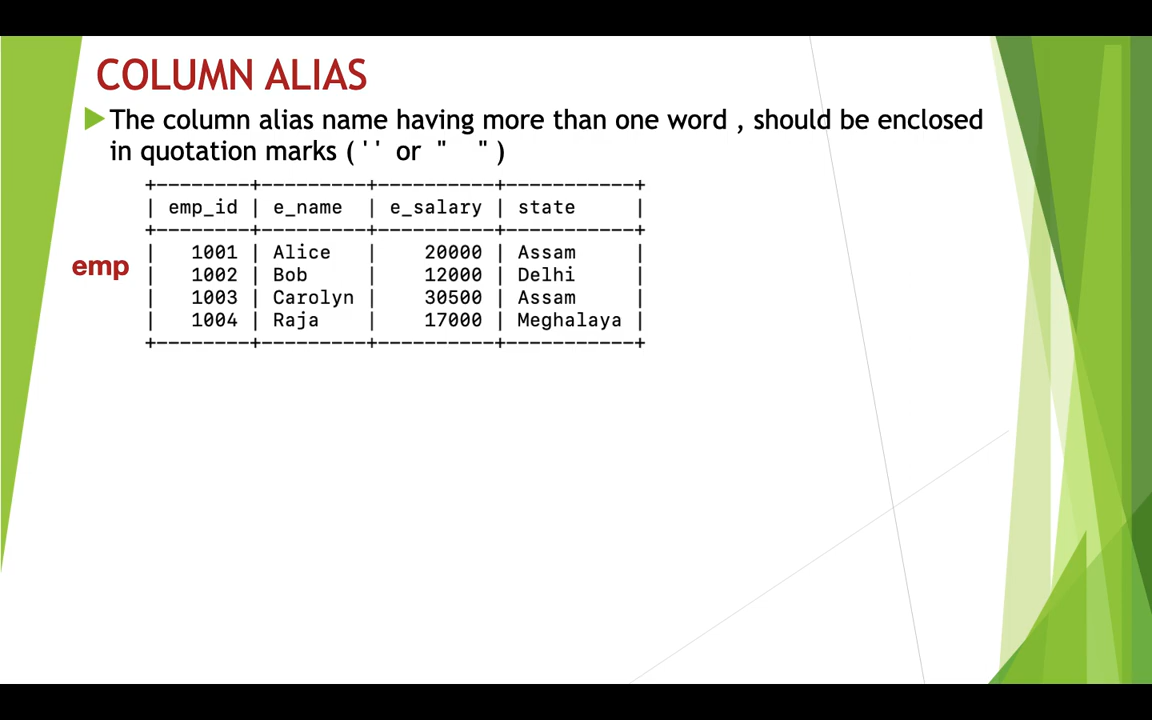 COLUMN ALIAS
The column alias name having more than one word , should be enclosed
in quotation marks ( ' ' or "  " )
+--------+---------+----------+-----------+
| emp_id | e_name  | e_salary | state     |
+--------+---------+----------+-----------+
|   1001 | Alice   |    20000 | Assam     |
emp
|   1002 | Bob     |    12000 | Delhi     |
|   1003 | Carolyn |    30500 | Assam     |
|   1004 | Raja    |    17000 | Meghalaya |
+--------+---------+----------+-----------+